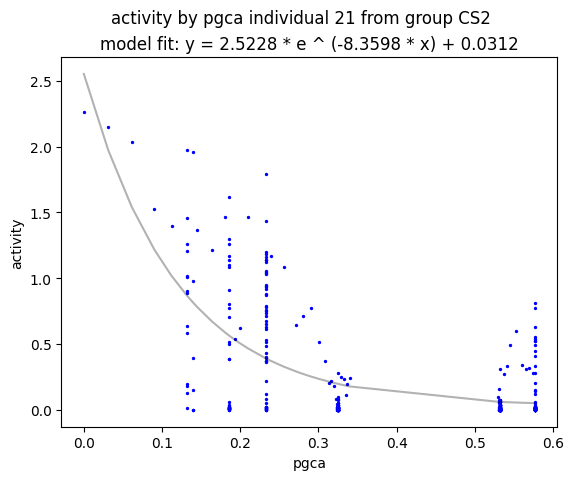 activity by pgca individual 21 from group CS2
model fit: y = 2.5228 * e ^ (-8.3598 * x) + 0.0312
2.5
2.0
1.5
1.0
0.5
0.0
activity
0.0 0.1 0.2 0.3 0.4 0.5 0.6
pgca